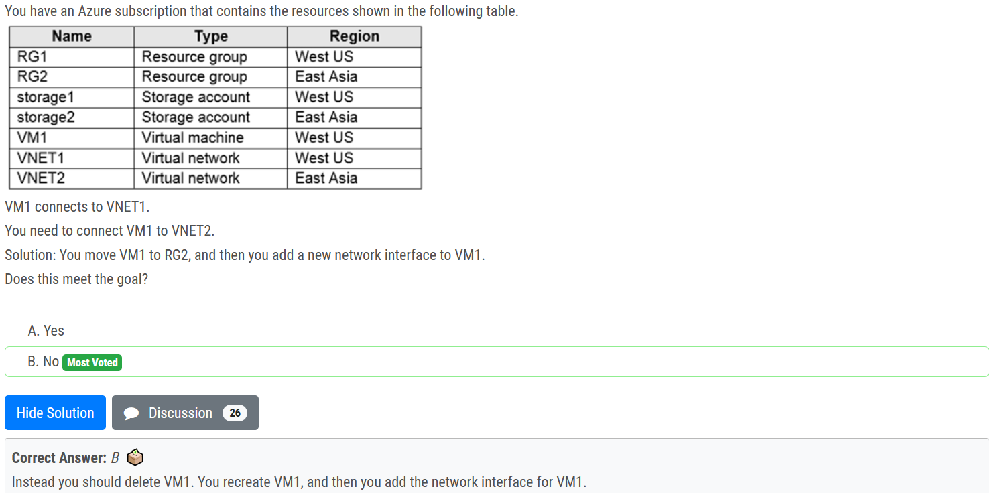 You have an Azure subscription that contains the resources shown in the following table.
Name Type Region
RG1 Resource group West US
RG2 Resource group East Asia
storage1 Storage account West US
storage2 Storage account East Asia
VM1 Virtual machine West US
VNET1 Virtual network West US
VNET2 Virtual network East Asia
VM1 connects to VNET1.
You need to connect VM1 to VNET2.
Solution: You move VM1 to RG2, and then you add a new network interface to VM1.
Does this meet the goal?
A. Yes
B. No Most Voted
Hide Solution Discussion 26
Correct Answer: B
Instead you should delete VM1. You recreate VM1, and then you add the network interface for VM1.